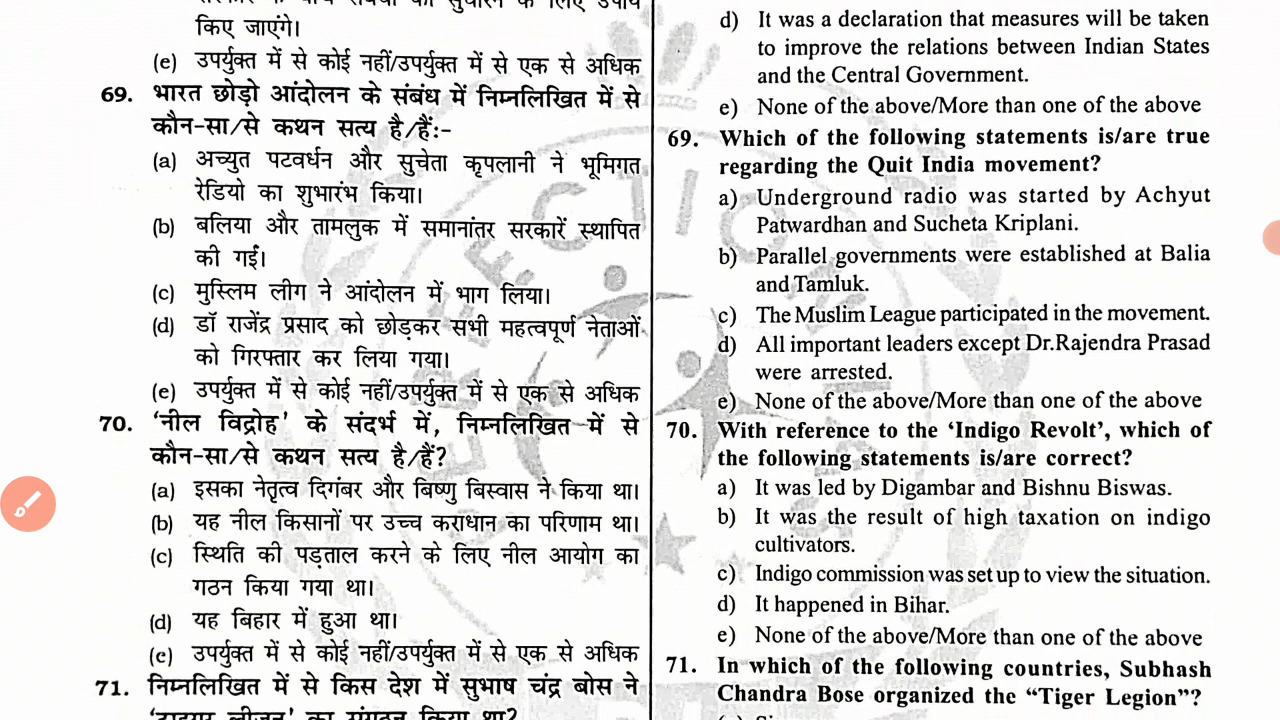 किए जाएंगे।
(e) उपर्युक्त में से कोई नहीं/उपर्युक्त में से एक से अधिक
69. भारत छोड़ो आंदोलन के संबंध में निम्नलिखित में से
कौन-सा/से कथन सत्य है/हैं:-
(a) अच्युत पटवर्धन और सुचेता कृपलानी ने भूमिगत
रेडियो का शुभारंभ किया।
(b) बलिया और तामलुक में समानांतर सरकारें स्थापित
की गईं।
(c) मुस्लिम लीग ने आंदोलन में भाग लिया।
(d) डॉ राजेंद्र प्रसाद को छोड़कर सभी महत्वपूर्ण नेताओं
को गिरफ्तार कर लिया गया।
(e) उपर्युक्त में से कोई नहीं/उपर्युक्त में से एक से अधिक
70. 'नील विद्रोह' के संदर्भ में, निम्नलिखित में से
कौन-सा/से कथन सत्य है/हैं?
(a) इसका नेतृत्व दिगंबर और बिष्णु बिस्वास ने किया था।
(b) यह नील किसानों पर उच्च कराधान का परिणाम था।
(c) स्थिति की पड़ताल करने के लिए नील आयोग का
गठन किया गया था।
(d) यह बिहार में हुआ था।
(e) उपर्युक्त में से कोई नहीं/उपर्युक्त में से एक से अधिक
71. निम्नलिखित में से किस देश में सुभाष चंद्र बोस ने
'टाइगर लीजन' का संगठन किया था?
d) It was a declaration that measures will be taken
to improve the relations between Indian States
and the Central Government.
e) None of the above/More than one of the above
69. Which of the following statements is/are true
regarding the Quit India movement?
a) Underground radio was started by Achyut
Patwardhan and Sucheta Kriplani.
b) Parallel governments were established at Balia
and Tamluk.
c) The Muslim League participated in the movement.
d) All important leaders except Dr.Rajendra Prasad
were arrested.
e) None of the above/More than one of the above
70. With reference to the 'Indigo Revolt', which of
the following statements is/are correct?
a) It was led by Digambar and Bishnu Biswas.
b) It was the result of high taxation on indigo
cultivators.
c) Indigo commission was set up to view the situation.
d) It happened in Bihar.
e) None of the above/More than one of the above
71. In which of the following countries, Subhash
Chandra Bose organized the "Tiger Legion"?